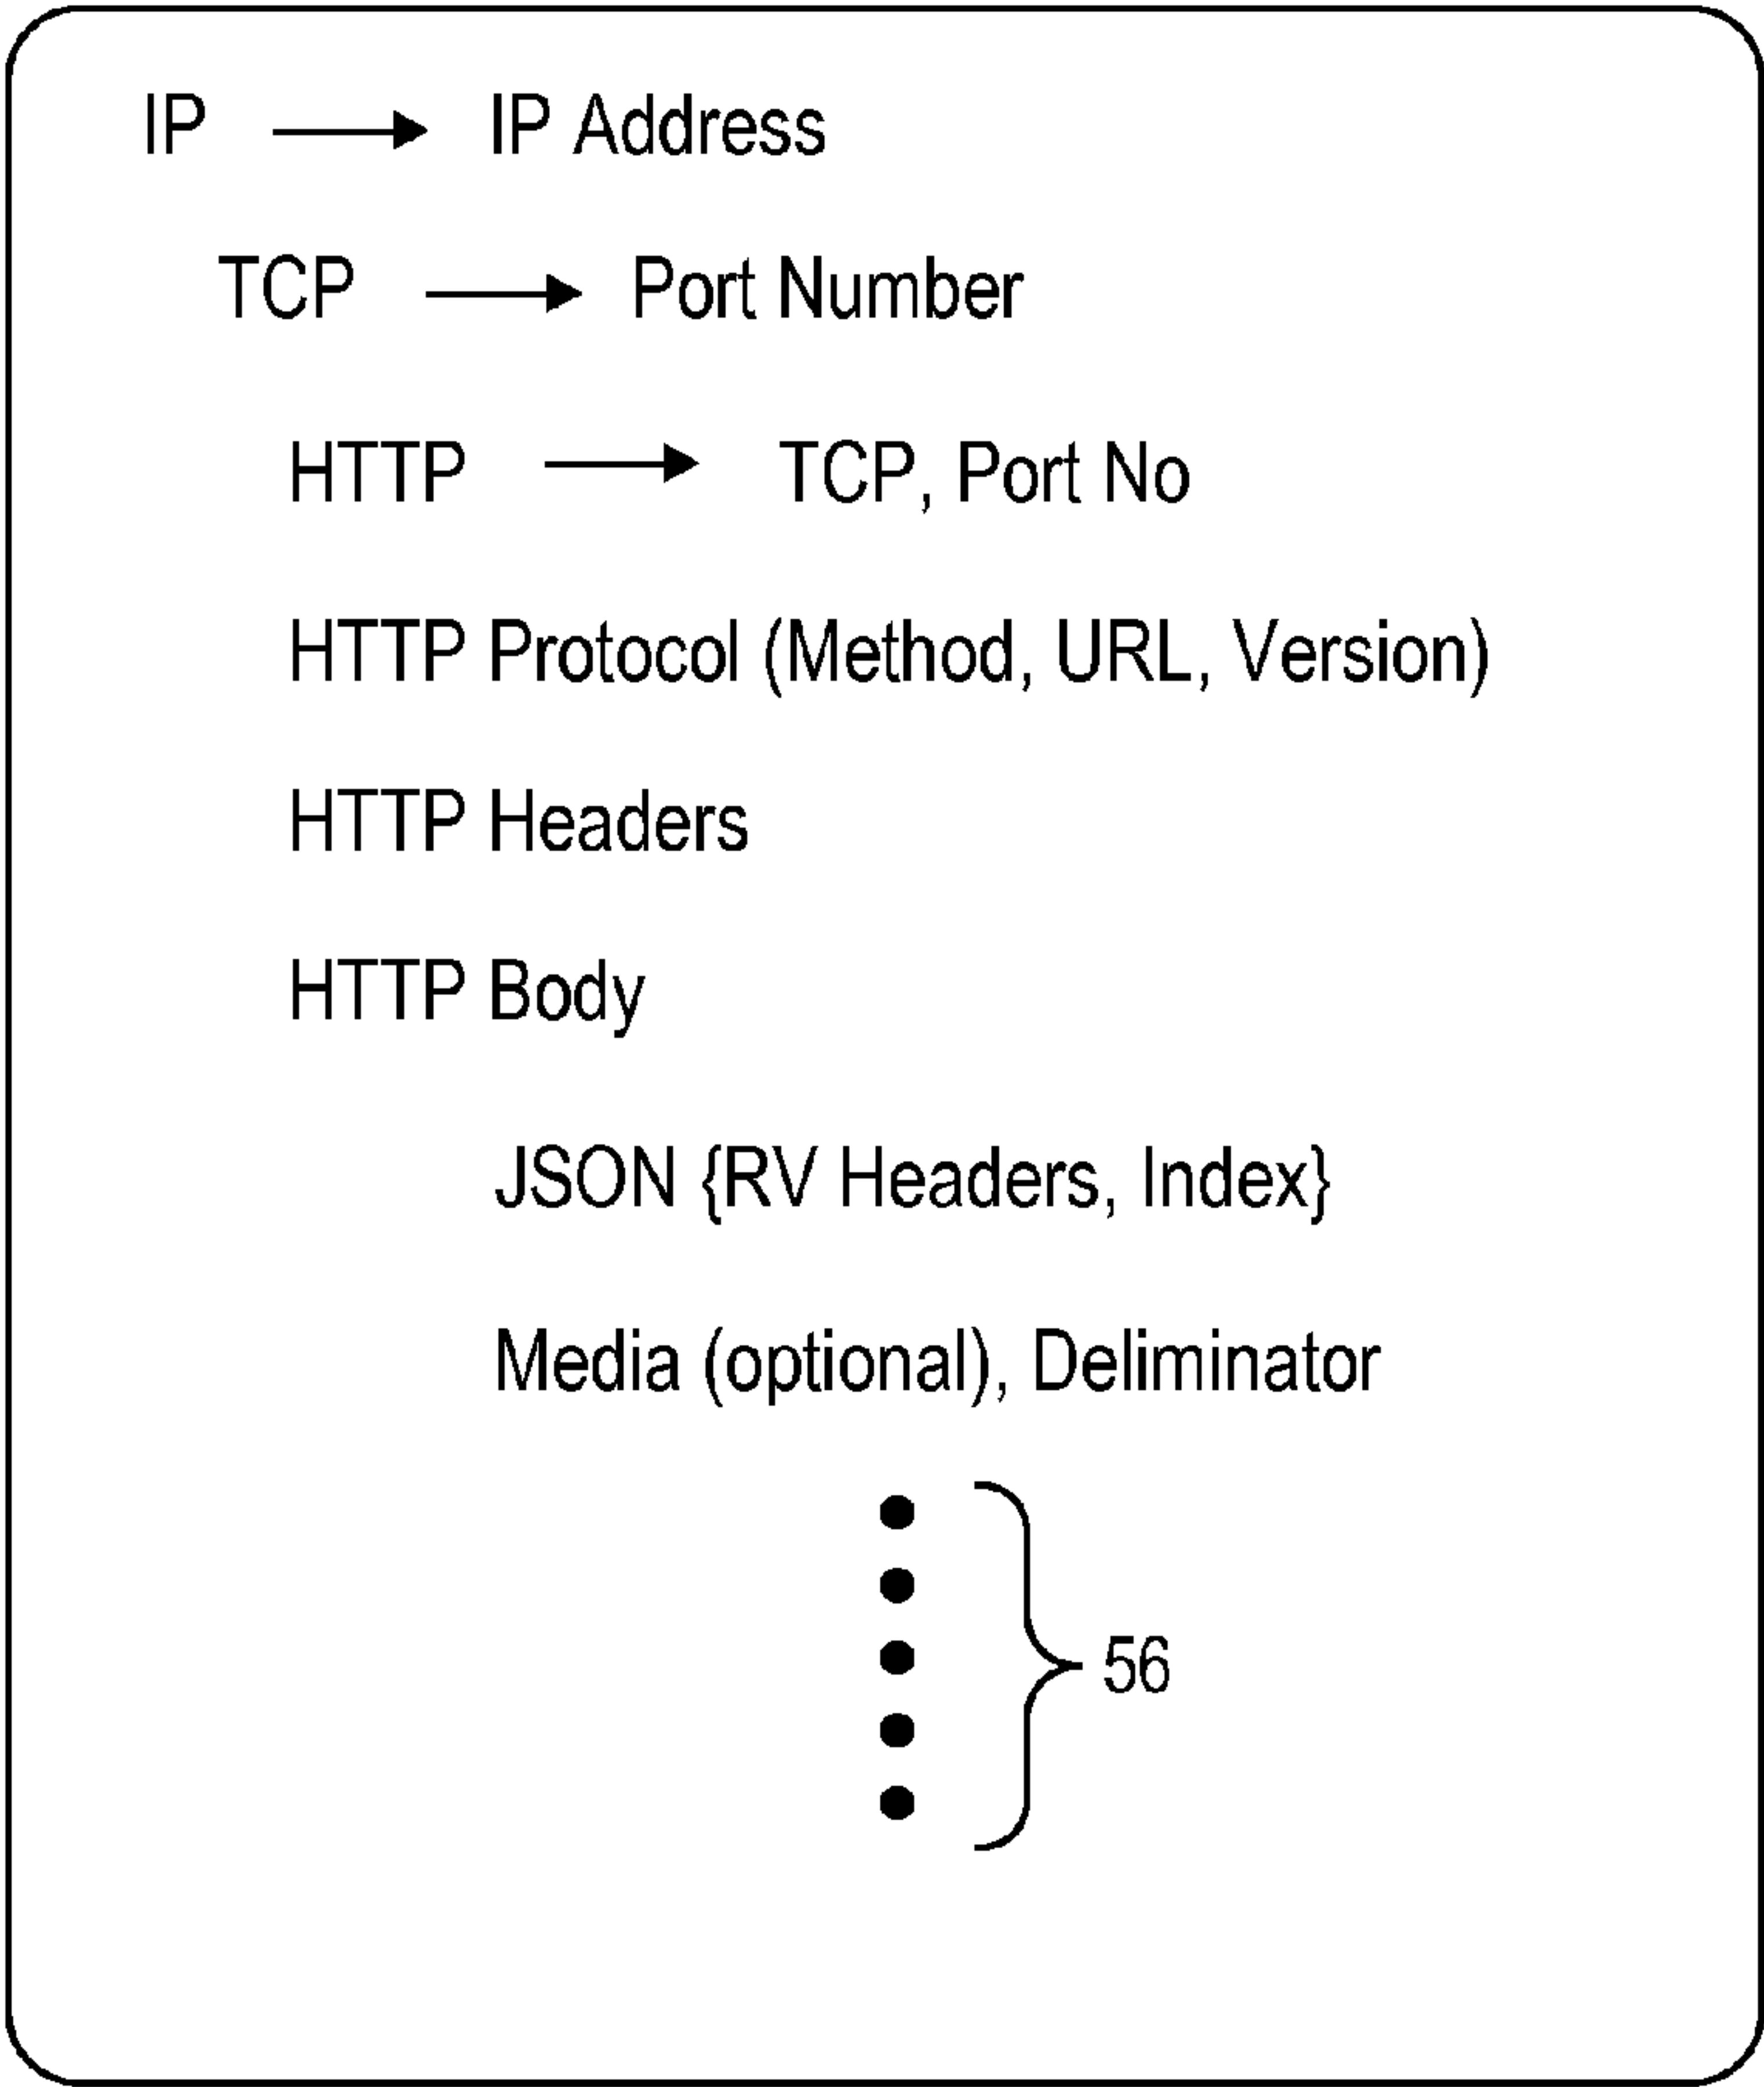 IP → IP Address
TCP → Port Number
HTTP → TCP, Port No
HTTP Protocol (Method, URL, Version)
HTTP Headers
HTTP Body
JSON {RV Headers, Index}
Media (optional), Deliminator
56